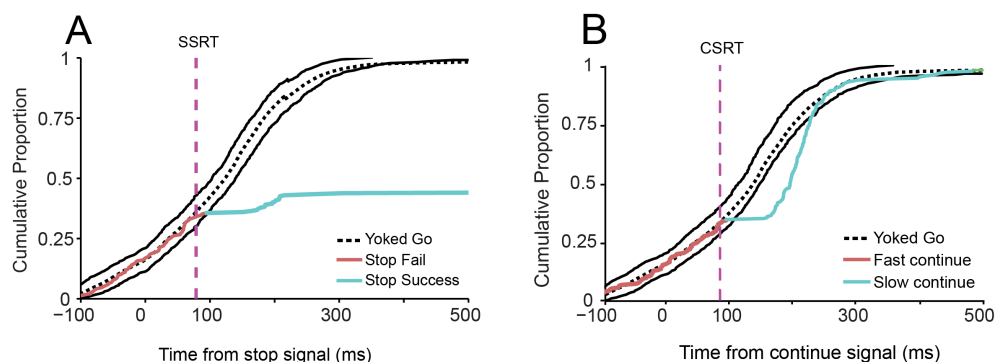 A
SSRT
Cumulative Proportion
1
0.75
0.5
0.25
0
Yoked Go
Stop Fail
Stop Success
−100
0
100
300
500
Time from stop signal (ms)
B
CSRT
Cumulative Proportion
1
0.75
0.5
0.25
0
Yoked Go
Fast continue
Slow continue
−100
0
100
300
500
Time from continue signal (ms)